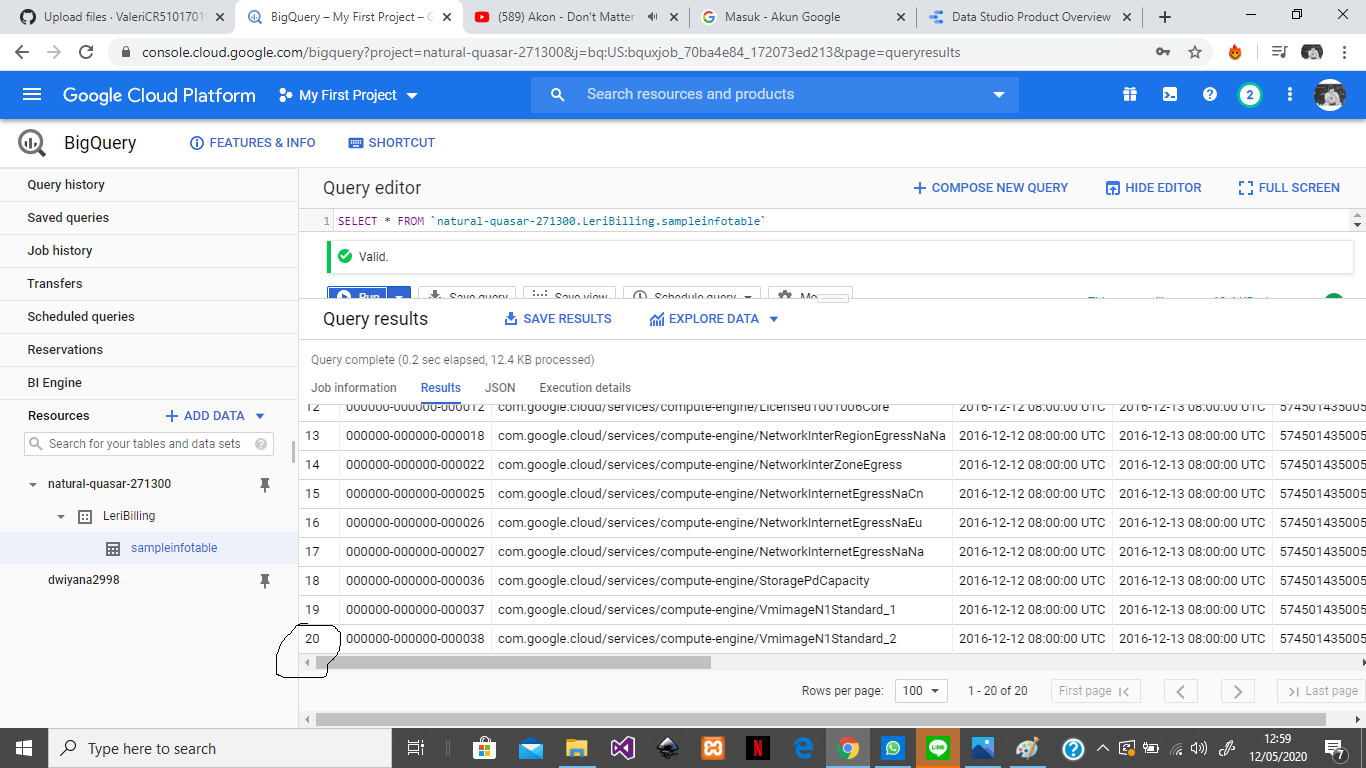 Upload files · ValeriCR5101701
BigQuery – My First Project – G
(589) Akon - Don't Matter
Masuk - Akun Google
Data Studio Product Overview
console.cloud.google.com/bigquery?project=natural-quasar-271300&j=bq:US:bquxjob_70ba4e84_172073ed213&page=queryresults
Google Cloud Platform
My First Project
Search resources and products
2
BigQuery
FEATURES & INFO
SHORTCUT
Query history
Saved queries
Job history
Transfers
Scheduled queries
Reservations
BI Engine
Resources
ADD DATA
Search for your tables and data sets
natural-quasar-271300
LeriBilling
sampleinfotable
dwiyana2998
Query editor
COMPOSE NEW QUERY
HIDE EDITOR
FULL SCREEN
1 SELECT * FROM `natural-quasar-271300.LeriBilling.sampleinfotable`
Valid.
Run
Save query
Save view
Schedule query
Query results
SAVE RESULTS
EXPLORE DATA
Query complete (0.2 sec elapsed, 12.4 KB processed)
Job information
Results
JSON
Execution details
12 000000-000000-000012 com.google.cloud/services/compute-engine/Licensed1001006Core 2016-12-12 08:00:00 UTC 2016-12-13 08:00:00 UTC 574501435005
13 000000-000000-000018 com.google.cloud/services/compute-engine/NetworkInterRegionEgressNaNa 2016-12-12 08:00:00 UTC 2016-12-13 08:00:00 UTC 574501435005
14 000000-000000-000022 com.google.cloud/services/compute-engine/NetworkInterZoneEgress 2016-12-12 08:00:00 UTC 2016-12-13 08:00:00 UTC 574501435005
15 000000-000000-000025 com.google.cloud/services/compute-engine/NetworkInternetEgressNaCn 2016-12-12 08:00:00 UTC 2016-12-13 08:00:00 UTC 574501435005
16 000000-000000-000026 com.google.cloud/services/compute-engine/NetworkInternetEgressNaEu 2016-12-12 08:00:00 UTC 2016-12-13 08:00:00 UTC 574501435005
17 000000-000000-000027 com.google.cloud/services/compute-engine/NetworkInternetEgressNaNa 2016-12-12 08:00:00 UTC 2016-12-13 08:00:00 UTC 574501435005
18 000000-000000-000036 com.google.cloud/services/compute-engine/StoragePdCapacity 2016-12-12 08:00:00 UTC 2016-12-13 08:00:00 UTC 574501435005
19 000000-000000-000037 com.google.cloud/services/compute-engine/VmimageN1Standard_1 2016-12-12 08:00:00 UTC 2016-12-13 08:00:00 UTC 574501435005
20 000000-000000-000038 com.google.cloud/services/compute-engine/VmimageN1Standard_2 2016-12-12 08:00:00 UTC 2016-12-13 08:00:00 UTC 574501435005
Rows per page: 100
1 - 20 of 20
First page
Last page
Type here to search
12:59
12/05/2020
7